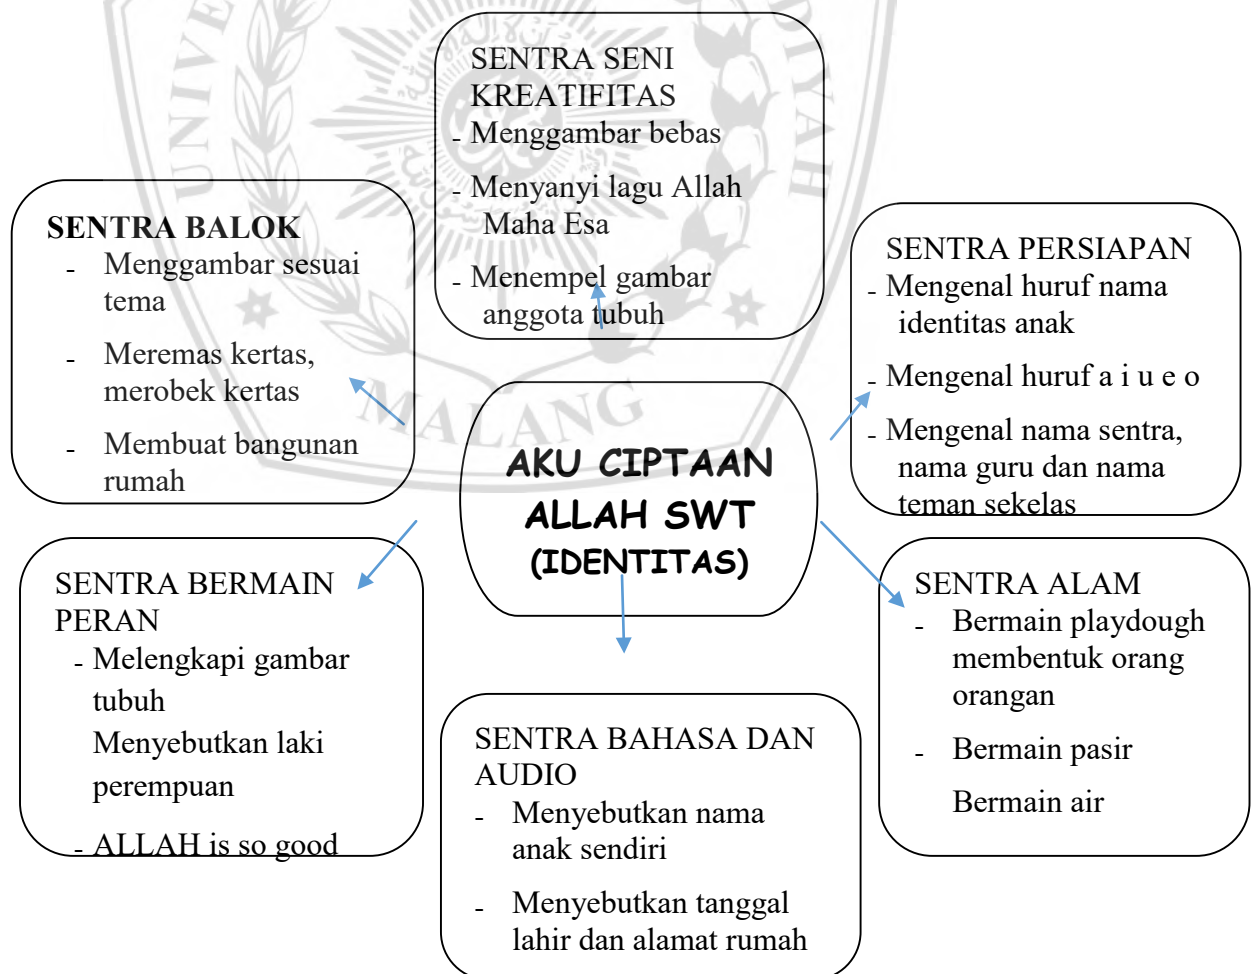 SENTRA SENI
KREATIFITAS
- Menggambar bebas
- Menyanyi lagu Allah
Maha Esa
- Menempel gambar
anggota tubuh
SENTRA BALOK
- Menggambar sesuai
tema
- Meremas kertas,
merobek kertas
- Membuat bangunan
rumah
SENTRA PERSIAPAN
- Mengenal huruf nama
identitas anak
- Mengenal huruf a i u e o
- Mengenal nama sentra,
nama guru dan nama
teman sekelas
AKU CIPTAAN
ALLAH SWT
(IDENTITAS)
SENTRA BERMAIN
PERAN
- Melengkapi gambar
tubuh
Menyebutkan laki
perempuan
- ALLAH is so good
SENTRA BAHASA DAN
AUDIO
- Menyebutkan nama
anak sendiri
- Menyebutkan tanggal
lahir dan alamat rumah
SENTRA ALAM
- Bermain playdough
membentuk orang
orangan
- Bermain pasir
Bermain air
UNIVE
DIYAH
MALANG